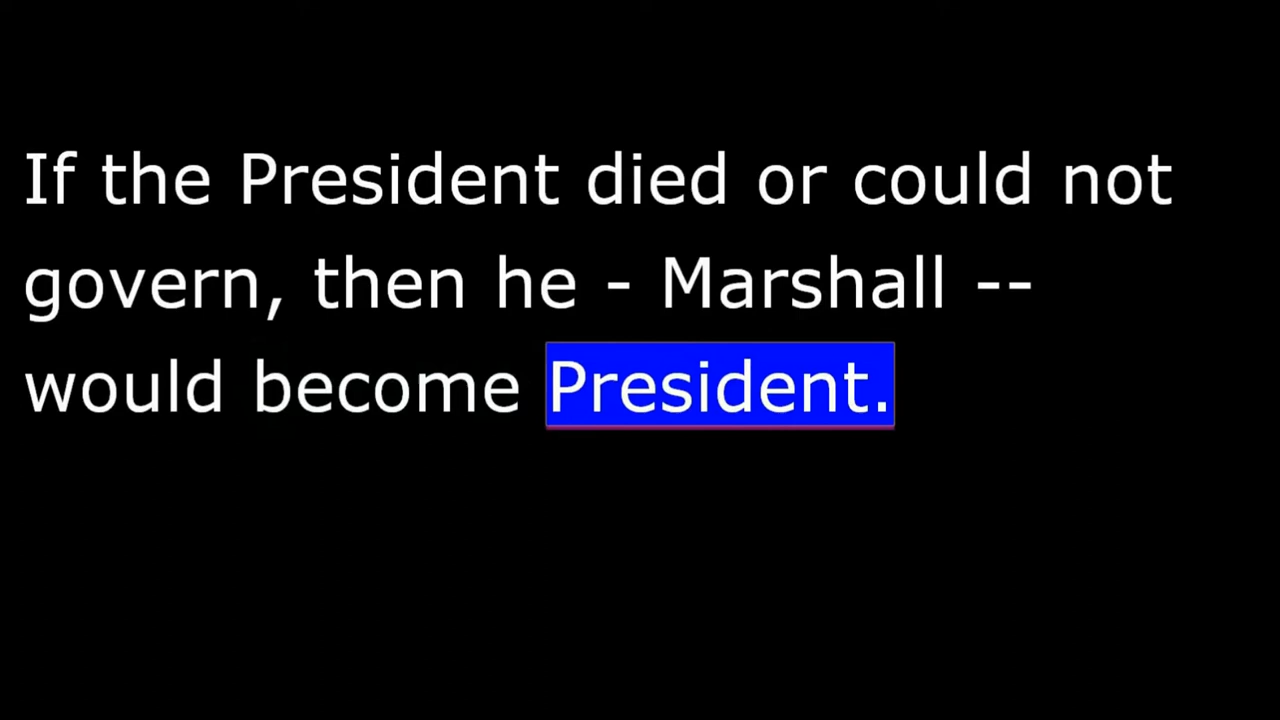 If the President died or could not
govern, then he - Marshall --
would become President.